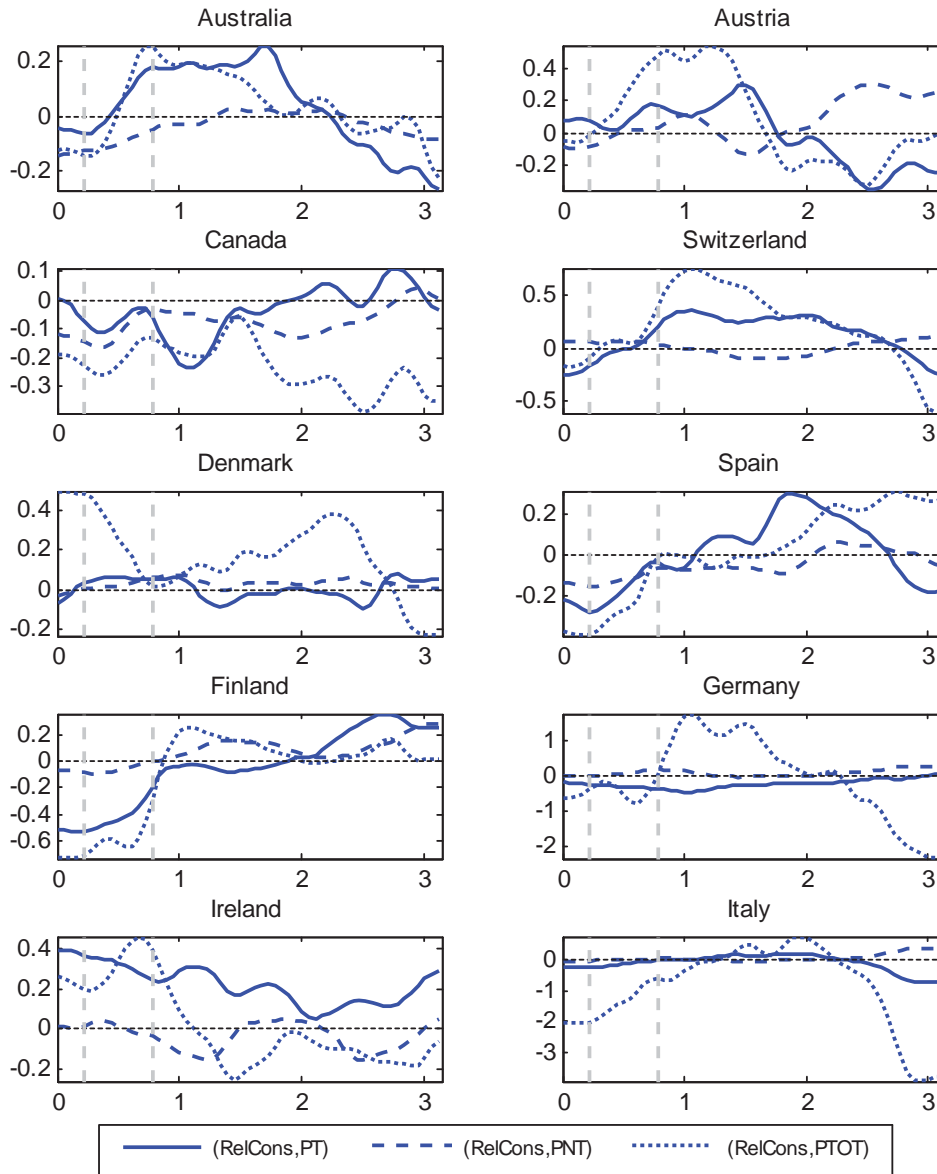 Australia
0.2
0
-0.2
0 1 2 3
Austria
0.4
0.2
0
-0.2
0 1 2 3
Canada
0.1
0
-0.1
-0.2
-0.3
0 1 2 3
Switzerland
0.5
0
-0.5
0 1 2 3
Denmark
0.4
0.2
0
-0.2
0 1 2 3
Spain
0.2
0
-0.2
0 1 2 3
Finland
0.2
0
-0.2
-0.4
-0.6
0 1 2 3
Germany
1
0
-1
-2
0 1 2 3
Ireland
0.4
0.2
0
-0.2
0 1 2 3
Italy
0
-1
-2
-3
0 1 2 3
(RelCons,PT) (RelCons,PNT) (RelCons,PTOT)